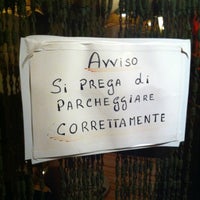 Avviso
Si PREGA di
PARCHEGGIARE
CORRETTAMENTE